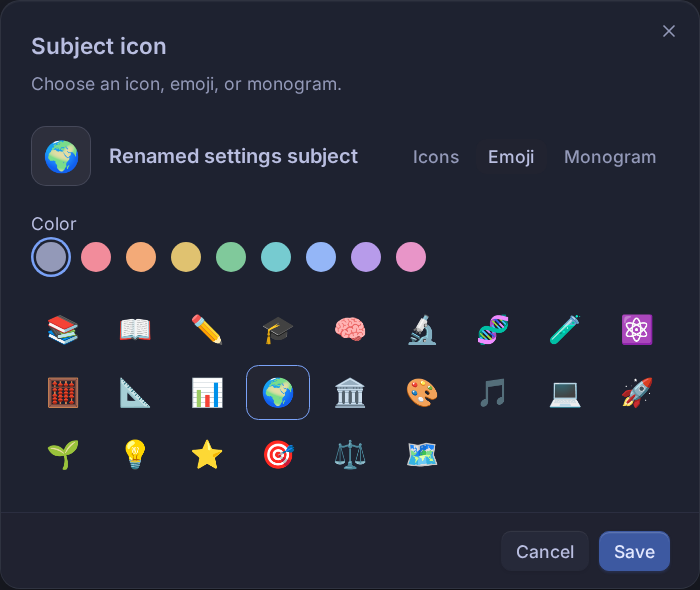 Subject icon
Choose an icon, emoji, or monogram.
Renamed settings subject
Icons Emoji Monogram
Color
Cancel Save